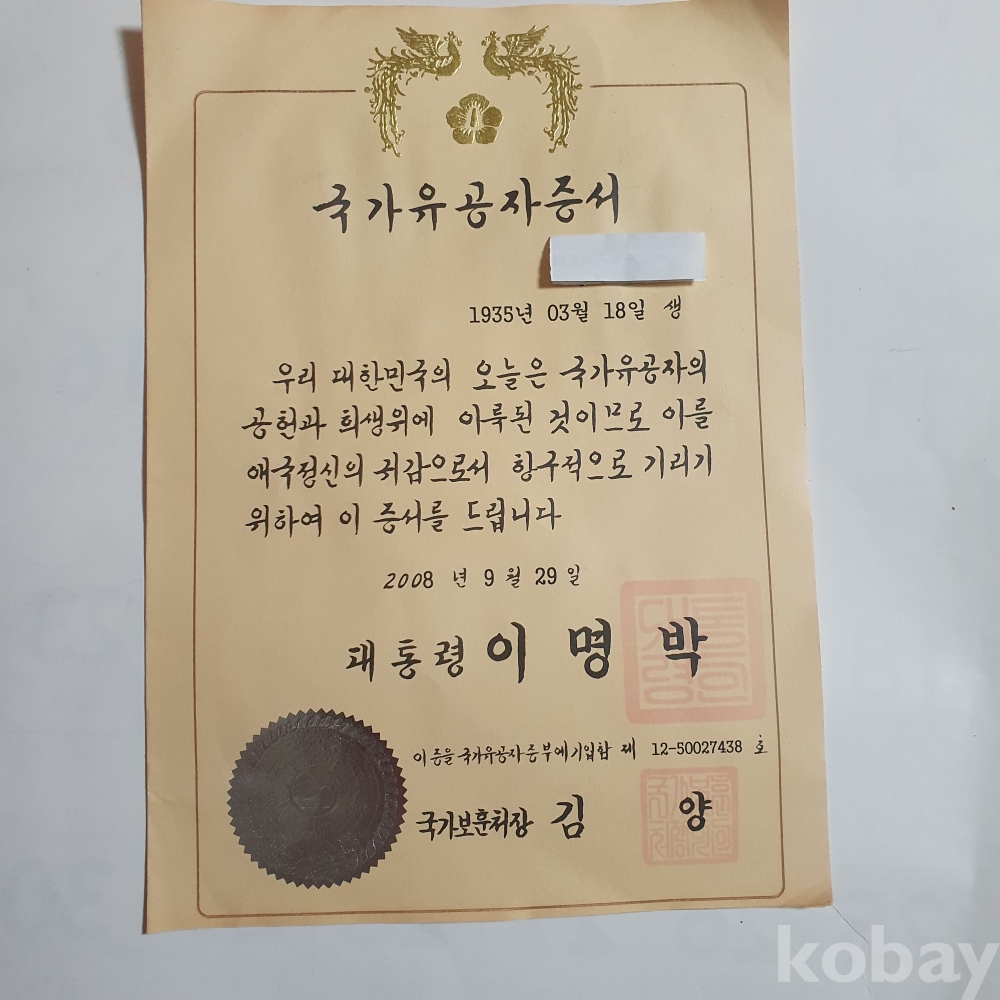 국가유공자증서
1935년 03월 18일 생
우리 대한민국의 오늘은 국가유공자의
공헌과 희생위에 이룩된 것이므로 이를
애국정신의 귀감으로서 항구적으로 기리기
위하여 이 증서를 드립니다
2008 년 9 월 29 일
대통령 이 명 박
대통령의인
이 증을 국가유공자증부에 기입함 제 12-50027438 호
국가보훈처장 김 양
kobay